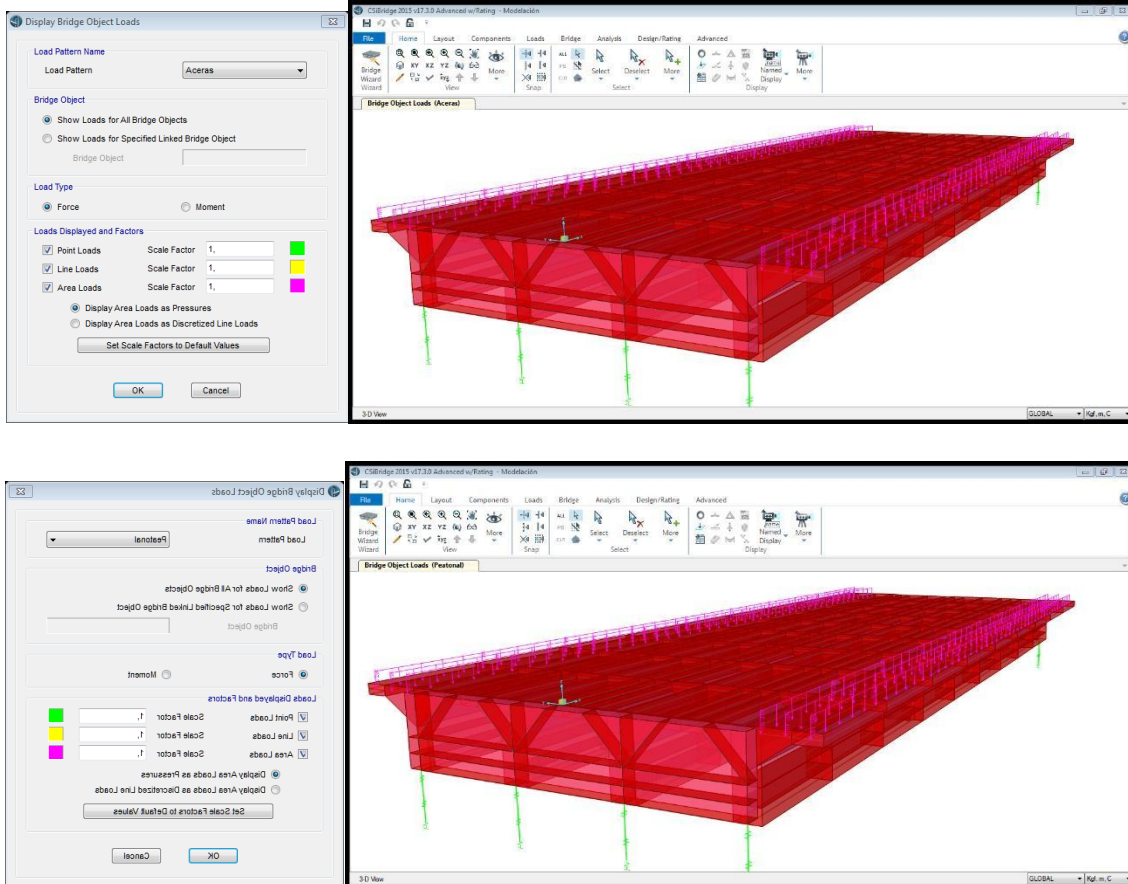 Display Bridge Object Loads
Load Pattern Name
Load Pattern Aceras
Bridge Object
Show Loads for All Bridge Objects
Show Loads for Specified Linked Bridge Object
Bridge Object
Load Type
Force Moment
Loads Displayed and Factors
Point Loads Scale Factor 1,
Line Loads Scale Factor 1,
Area Loads Scale Factor 1,
Display Area Loads as Pressures
Display Area Loads as Discretized Line Loads
Set Scale Factors to Default Values
OK Cancel
CSiBridge 2015 v17.3.0 Advanced w/Rating - Modelación
File Home Layout Components Loads Bridge Analysis Design/Rating Advanced
XY XZ YZ ALL
Bridge Wizard More Select Deselect More Named Display More
Wizard View Snap Select Display
Bridge Object Loads (Aceras)
3-D View GLOBAL Kgf, m, C
Display Bridge Object Loads
Load Pattern Name
Load Pattern Peatonal
Bridge Object
Show Loads for All Bridge Objects
Show Loads for Specified Linked Bridge Object
Bridge Object
Load Type
Force Moment
Loads Displayed and Factors
Point Loads Scale Factor 1,
Line Loads Scale Factor 1,
Area Loads Scale Factor 1,
Display Area Loads as Pressures
Display Area Loads as Discretized Line Loads
Set Scale Factors to Default Values
OK Cancel
CSiBridge 2015 v17.3.0 Advanced w/Rating - Modelación
File Home Layout Components Loads Bridge Analysis Design/Rating Advanced
XY XZ YZ ALL
Bridge Wizard More Select Deselect More Named Display More
Wizard View Snap Select Display
Bridge Object Loads (Peatonal)
3-D View GLOBAL Kgf, m, C